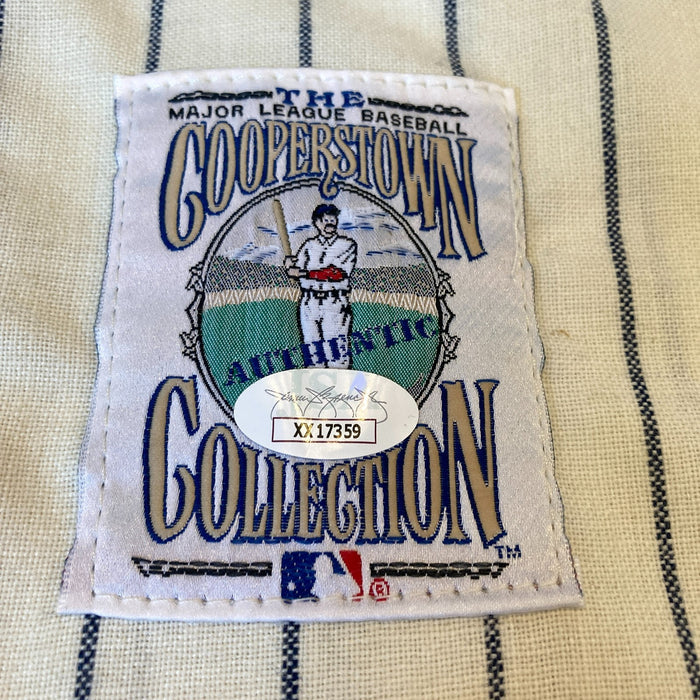 THE
MAJOR LEAGUE BASEBALL
COOPERSTOWN
AUTHENTIC
XX17359
COLLECTION
TM
®